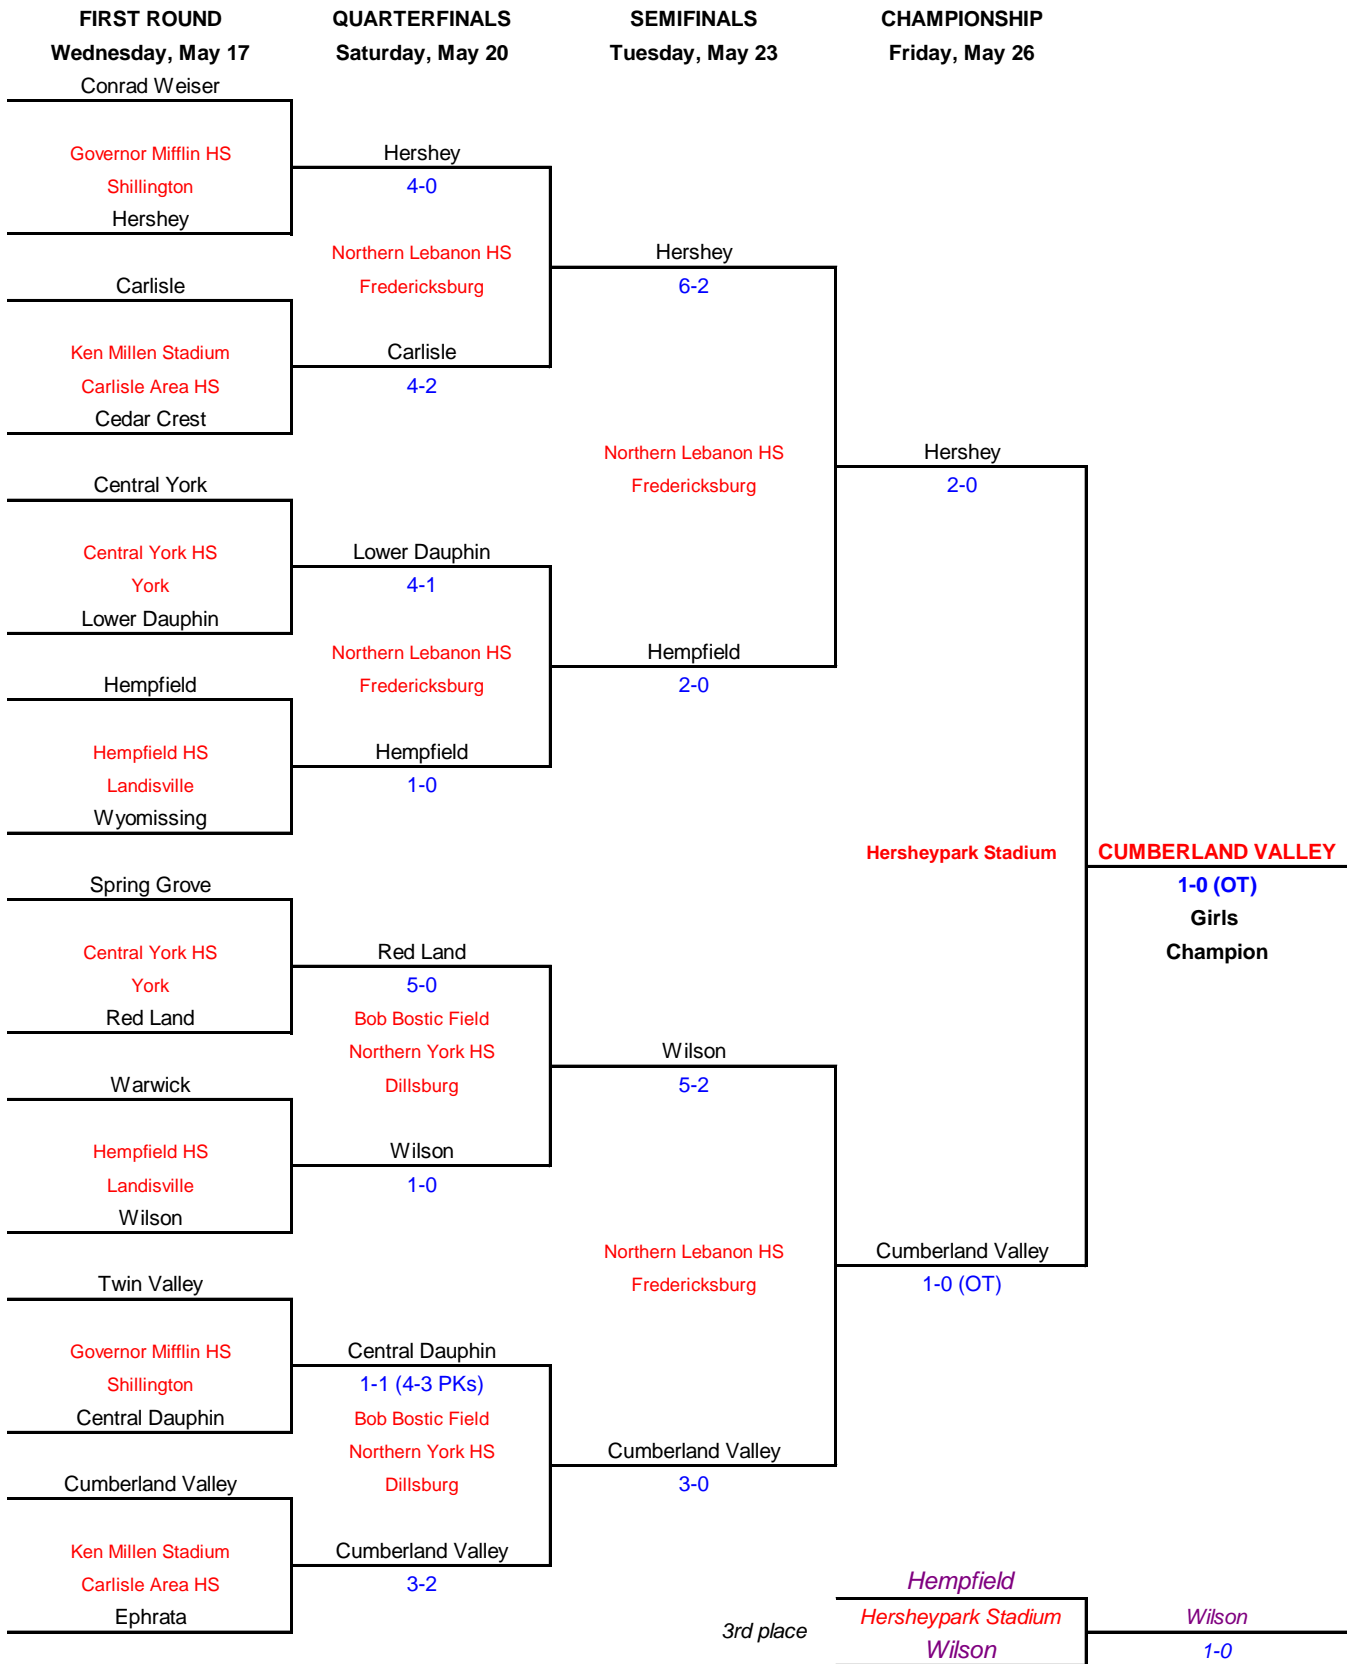 FIRST ROUND QUARTERFINALS SEMIFINALS CHAMPIONSHIP
Wednesday, May 17 Saturday, May 20 Tuesday, May 23 Friday, May 26
Conrad Weiser
Governor Mifflin HS Hershey
Shillington 4-0
Hershey
Northern Lebanon HS Hershey
Carlisle Fredericksburg 6-2
Ken Millen Stadium Carlisle
Carlisle Area HS 4-2
Cedar Crest
Northern Lebanon HS Hershey
Central York Fredericksburg 2-0
Central York HS Lower Dauphin
York 4-1
Lower Dauphin
Northern Lebanon HS Hempfield
Hempfield Fredericksburg 2-0
Hempfield HS Hempfield
Landisville 1-0
Wyomissing
Hersheypark Stadium CUMBERLAND VALLEY
Spring Grove 1-0 (OT)
Girls
Central York HS Red Land Champion
York 5-0
Red Land Bob Bostic Field
Northern York HS Wilson
Warwick Dillsburg 5-2
Hempfield HS Wilson
Landisville 1-0
Wilson
Northern Lebanon HS Cumberland Valley
Twin Valley Fredericksburg 1-0 (OT)
Governor Mifflin HS Central Dauphin
Shillington 1-1 (4-3 PKs)
Central Dauphin Bob Bostic Field
Northern York HS Cumberland Valley
Cumberland Valley Dillsburg 3-0
Ken Millen Stadium Cumberland Valley
Carlisle Area HS 3-2 Hempfield
Ephrata 3rd place Hersheypark Stadium Wilson
Wilson 1-0